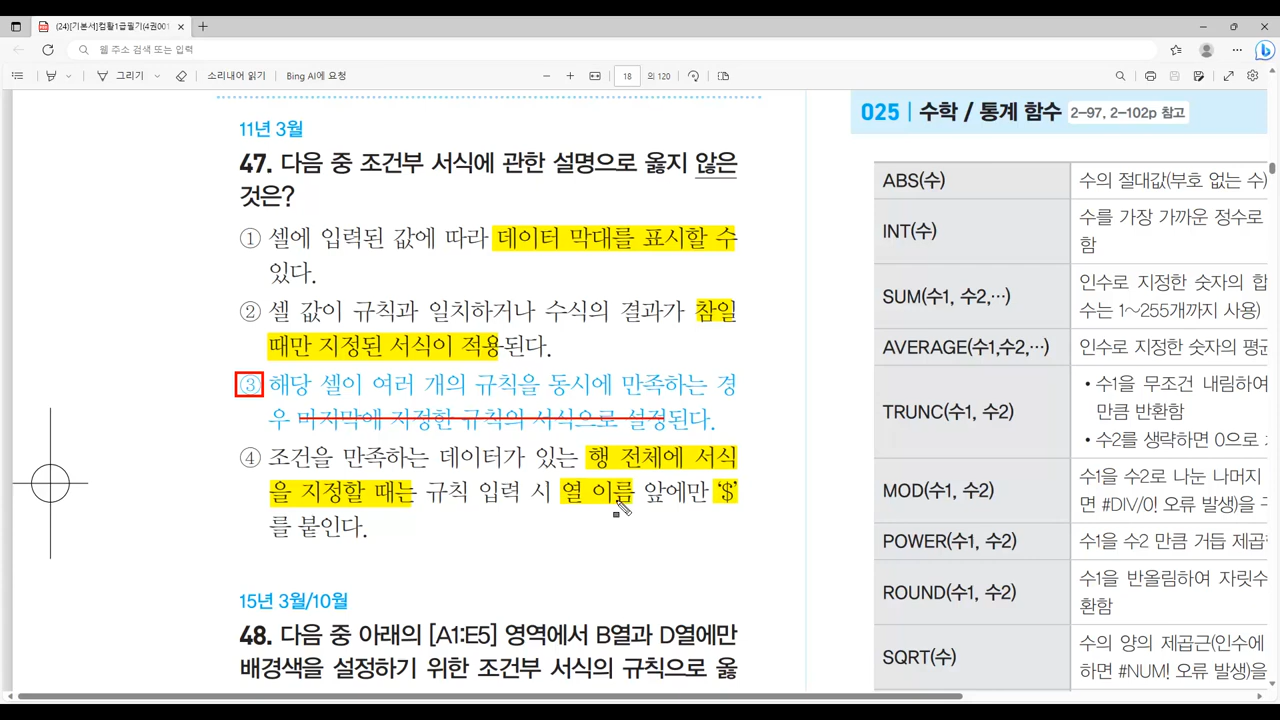 (24)[기본서]컴활1급필기(4권001
웹 주소 검색 또는 입력
그리기
소리내어 읽기
Bing AI에 요청
18
의 120
11년 3월
47. 다음 중 조건부 서식에 관한 설명으로 옳지 않은
것은?
① 셀에 입력된 값에 따라 데이터 막대를 표시할 수
있다.
② 셀 값이 규칙과 일치하거나 수식의 결과가 참일
때만 지정된 서식이 적용된다.
③ 해당 셀이 여러 개의 규칙을 동시에 만족하는 경
우 마지막에 지정한 규칙의 서식으로 설정된다.
④ 조건을 만족하는 데이터가 있는 행 전체에 서식
을 지정할 때는 규칙 입력 시 열 이름 앞에만 '$'
를 붙인다.
15년 3월/10월
48. 다음 중 아래의 [A1:E5] 영역에서 B열과 D열에만
배경색을 설정하기 위한 조건부 서식의 규칙으로 옳
025 | 수학 / 통계 함수 2-97, 2-102p 참고
ABS(수)
수의 절대값(부호 없는 수)
INT(수)
수를 가장 가까운 정수로
함
SUM(수1, 수2,…)
인수로 지정한 숫자의 합
수는 1~255개까지 사용)
AVERAGE(수1,수2,…)
인수로 지정한 숫자의 평균
TRUNC(수1, 수2)
• 수1을 무조건 내림하여
만큼 반환함
• 수2를 생략하면 0으로
MOD(수1, 수2)
수1을 수2로 나눈 나머지
면 #DIV/0! 오류 발생)을
POWER(수1, 수2)
수1을 수2 만큼 거듭 제곱
ROUND(수1, 수2)
수1을 반올림하여 자릿수
환함
SQRT(수)
수의 양의 제곱근(인수에
하면 #NUM! 오류 발생)을